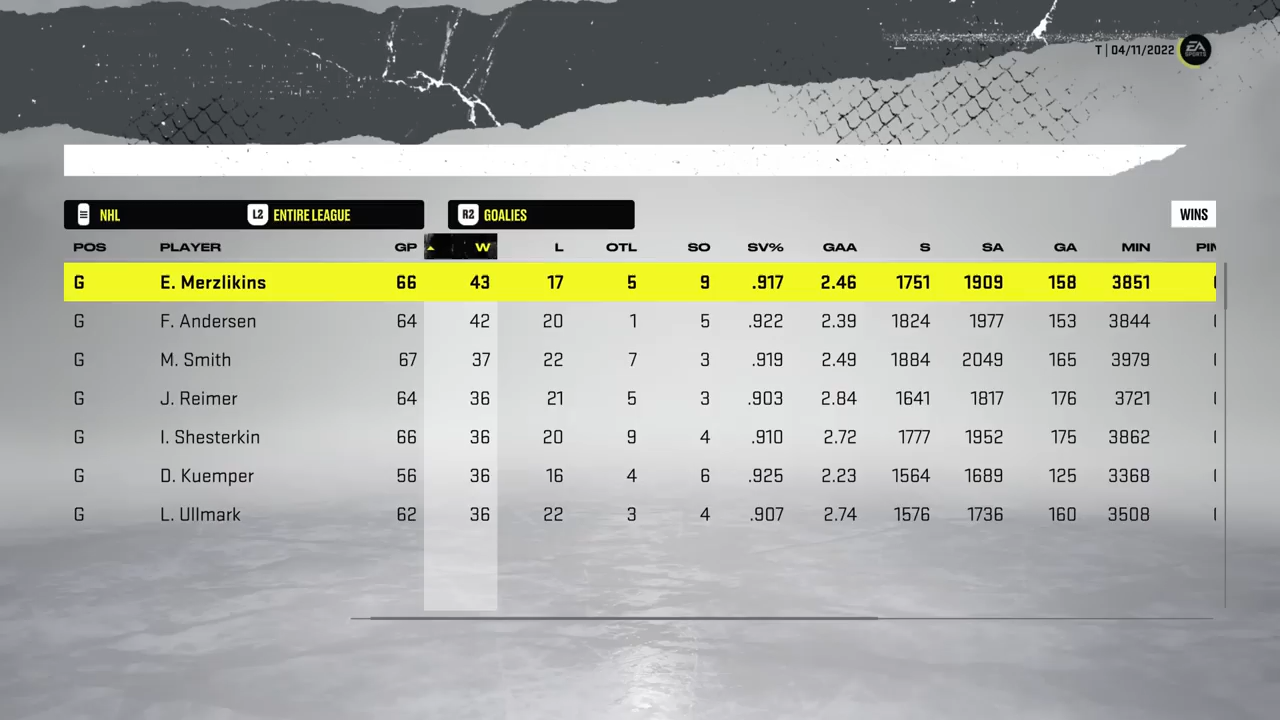 T | 04/11/2022 EA SPORTS
NHL L2 ENTIRE LEAGUE R2 GOALIES WINS
POS PLAYER GP W L OTL SO SV% GAA S SA GA MIN
G E. Merzlikins 66 43 17 5 9 .917 2.46 1751 1909 158 3851
G F. Andersen 64 42 20 1 5 .922 2.39 1824 1977 153 3844
G M. Smith 67 37 22 7 3 .919 2.49 1884 2049 165 3979
G J. Reimer 64 36 21 5 3 .903 2.84 1641 1817 176 3721
G I. Shesterkin 66 36 20 9 4 .910 2.72 1777 1952 175 3862
G D. Kuemper 56 36 16 4 6 .925 2.23 1564 1689 125 3368
G L. Ullmark 62 36 22 3 4 .907 2.74 1576 1736 160 3508